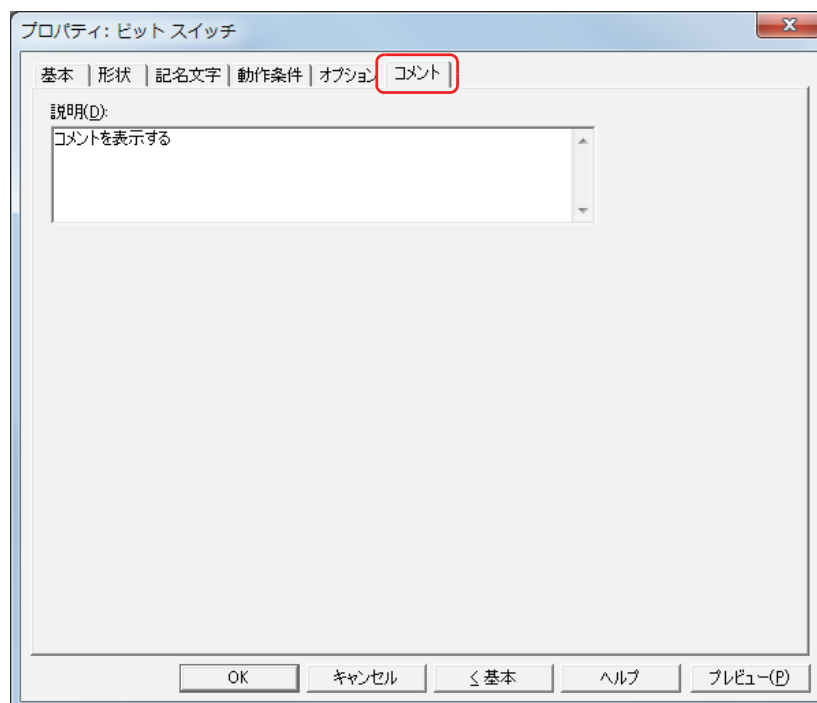 プロパティ: ビット スイッチ
基本 形状 記名文字 動作条件 オプション コメント
説明(D):
コメントを表示する
OK キャンセル ≤ 基本 ヘルプ プレビュー(P)